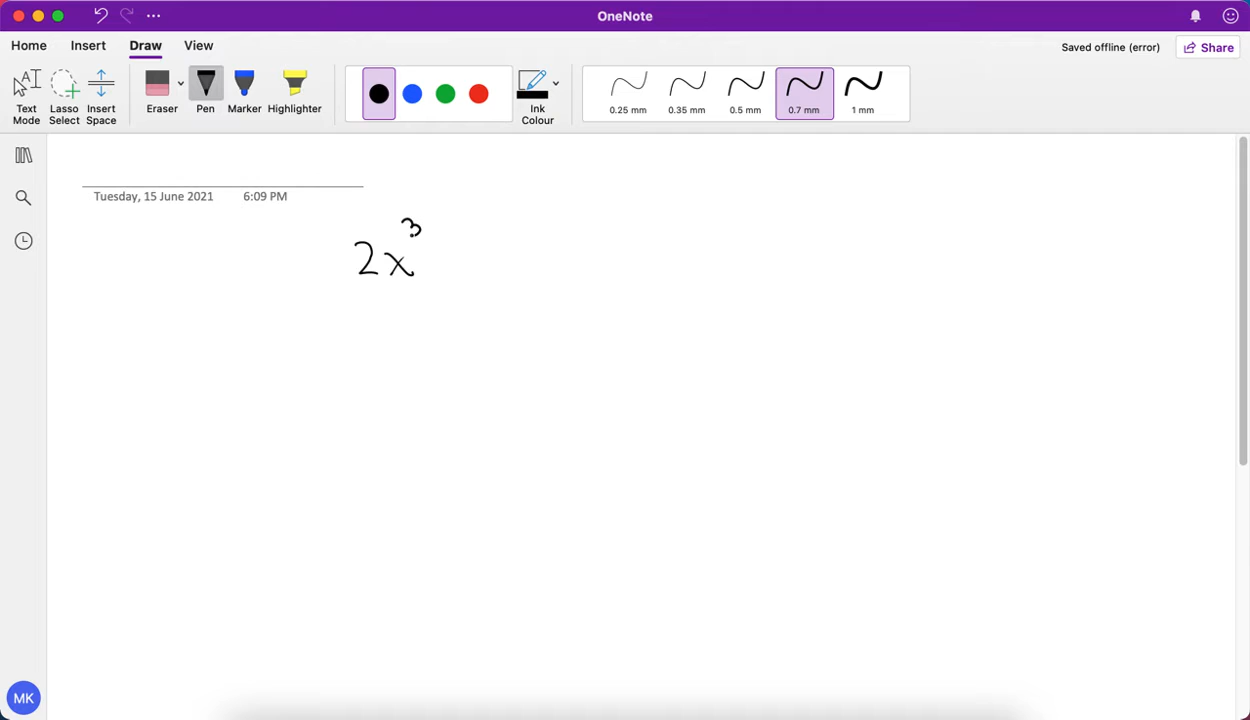 OneNote
Home Insert Draw View
Saved offline (error) Share
Text Mode Lasso Select Insert Space Eraser Pen Marker Highlighter Ink Colour 0.25 mm 0.35 mm 0.5 mm 0.7 mm 1 mm
Tuesday, 15 June 2021 6:09 PM
2x³
MK